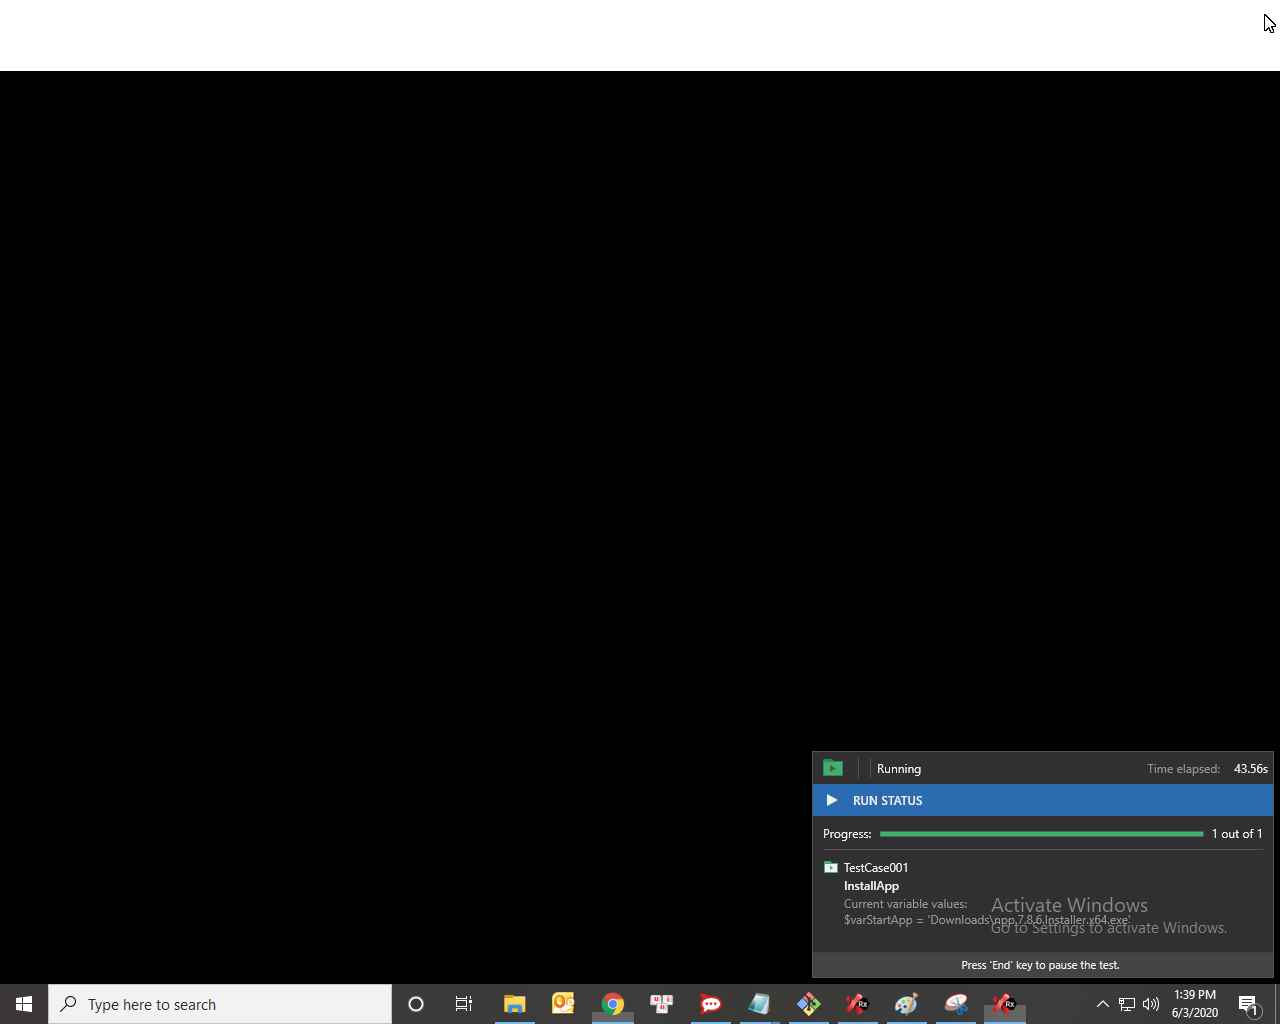 Running
Time elapsed: 43.56s
RUN STATUS
Progress: 1 out of 1
TestCase001
InstallApp
Current variable values:
$varStartApp = 'Downloads\npp.7.8.6.Installer.x64.exe'
Activate Windows
Go to Settings to activate Windows.
Press 'End' key to pause the test.
Type here to search
1:39 PM
6/3/2020
1